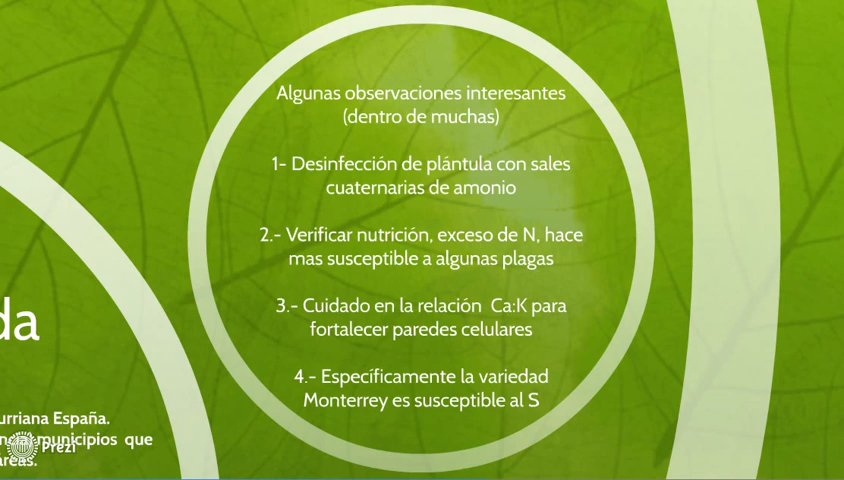 Algunas observaciones interesantes
(dentro de muchas)
1- Desinfección de plántula con sales
cuaternarias de amonio
2.- Verificar nutrición, exceso de N, hace
mas susceptible a algunas plagas
3.- Cuidado en la relación Ca:K para
fortalecer paredes celulares
4.- Especificamente la variedad
Monterrey es susceptible al S
da
urriana España.
municipios que
Prezi
areas.